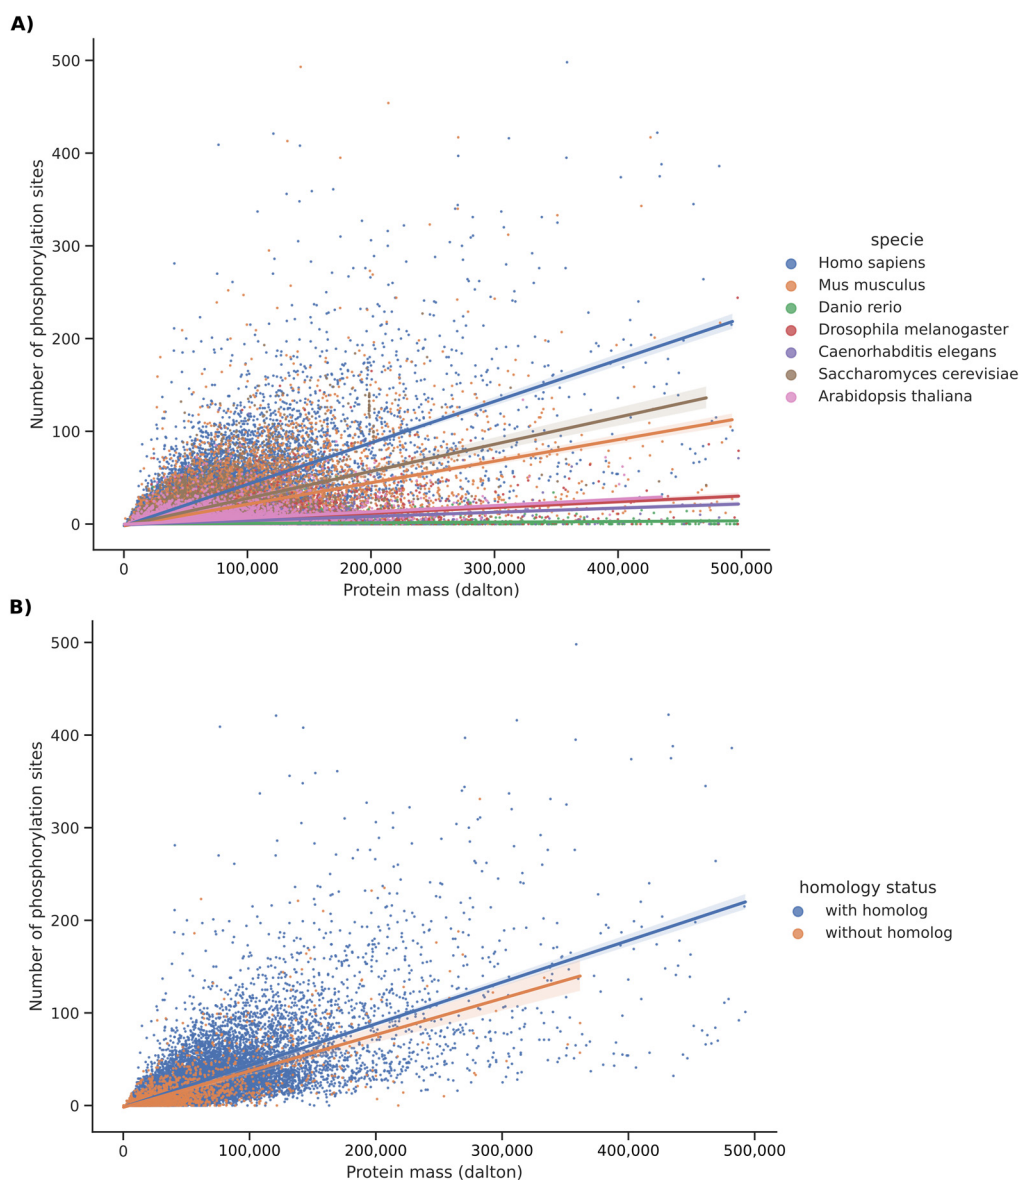 A)
500
400
300
200
100
0
Number of phosphorylation sites
0
100,000
200,000
300,000
400,000
500,000
Protein mass (dalton)
specie
Homo sapiens
Mus musculus
Danio rerio
Drosophila melanogaster
Caenorhabditis elegans
Saccharomyces cerevisiae
Arabidopsis thaliana
B)
500
400
300
200
100
0
Number of phosphorylation sites
0
100,000
200,000
300,000
400,000
500,000
Protein mass (dalton)
homology status
with homolog
without homolog